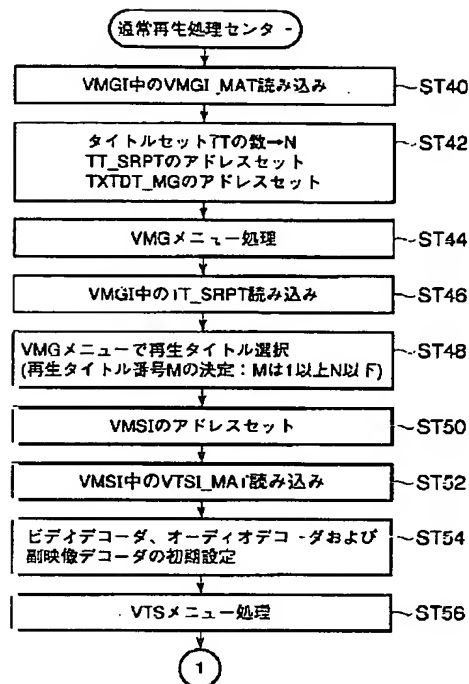 通常再生処理センター
VMGI中のVMGI_MAT読み込み
ST40
タイトルセットTTの数→N
TT_SRPTのアドレスセット
TXTDT_MGのアドレスセット
ST42
VMGメニュー処理
ST44
VMGI中のTT_SRPT読み込み
ST46
VMGメニューで再生タイトル選択
(再生タイトル番号Mの決定：Mは1以上N以下)
ST48
VMSIのアドレスセット
ST50
VMSI中のVTSI_MAT読み込み
ST52
ビデオデコーダ、オーディオデコーダおよび
副映像デコーダの初期設定
ST54
VTSメニュー処理
ST56
1